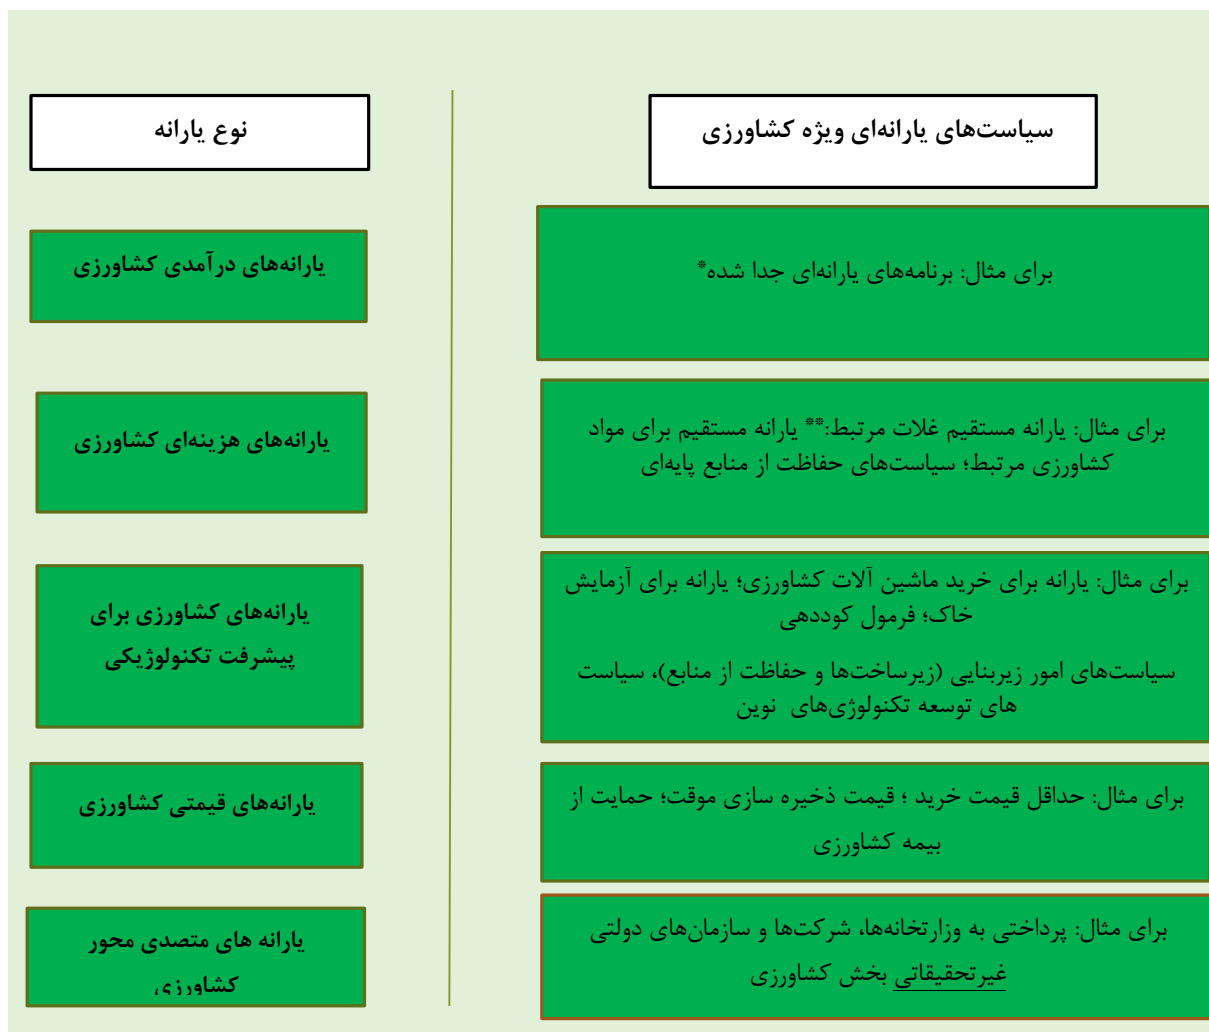 سیاست‌های یارانه‌ای ویژه کشاورزی
نوع یارانه
برای مثال: برنامه‌های یارانه‌ای جدا شده*
یارانه‌های درآمدی کشاورزی
برای مثال: یارانه مستقیم غلات مرتبط:** یارانه مستقیم برای مواد
کشاورزی مرتبط؛ سیاست‌های حفاظت از منابع پایه‌ای
یارانه‌های هزینه‌ای کشاورزی
برای مثال: یارانه برای خرید ماشین آلات کشاورزی؛ یارانه برای آزمایش
خاک؛ فرمول کوددهی
سیاست‌های امور زیربنایی (زیرساخت‌ها و حفاظت از منابع)، سیاست
های توسعه تکنولوژی‌های نوین
یارانه‌های کشاورزی برای
پیشرفت تکنولوژیکی
برای مثال: حداقل قیمت خرید ؛ قیمت ذخیره سازی موقت؛ حمایت از
بیمه کشاورزی
یارانه‌های قیمتی کشاورزی
برای مثال: پرداختی به وزارتخانه‌ها، شرکت‌ها و سازمان‌های دولتی
غیرتحقیقاتی بخش کشاورزی
یارانه های متصدی محور
کشاورزی